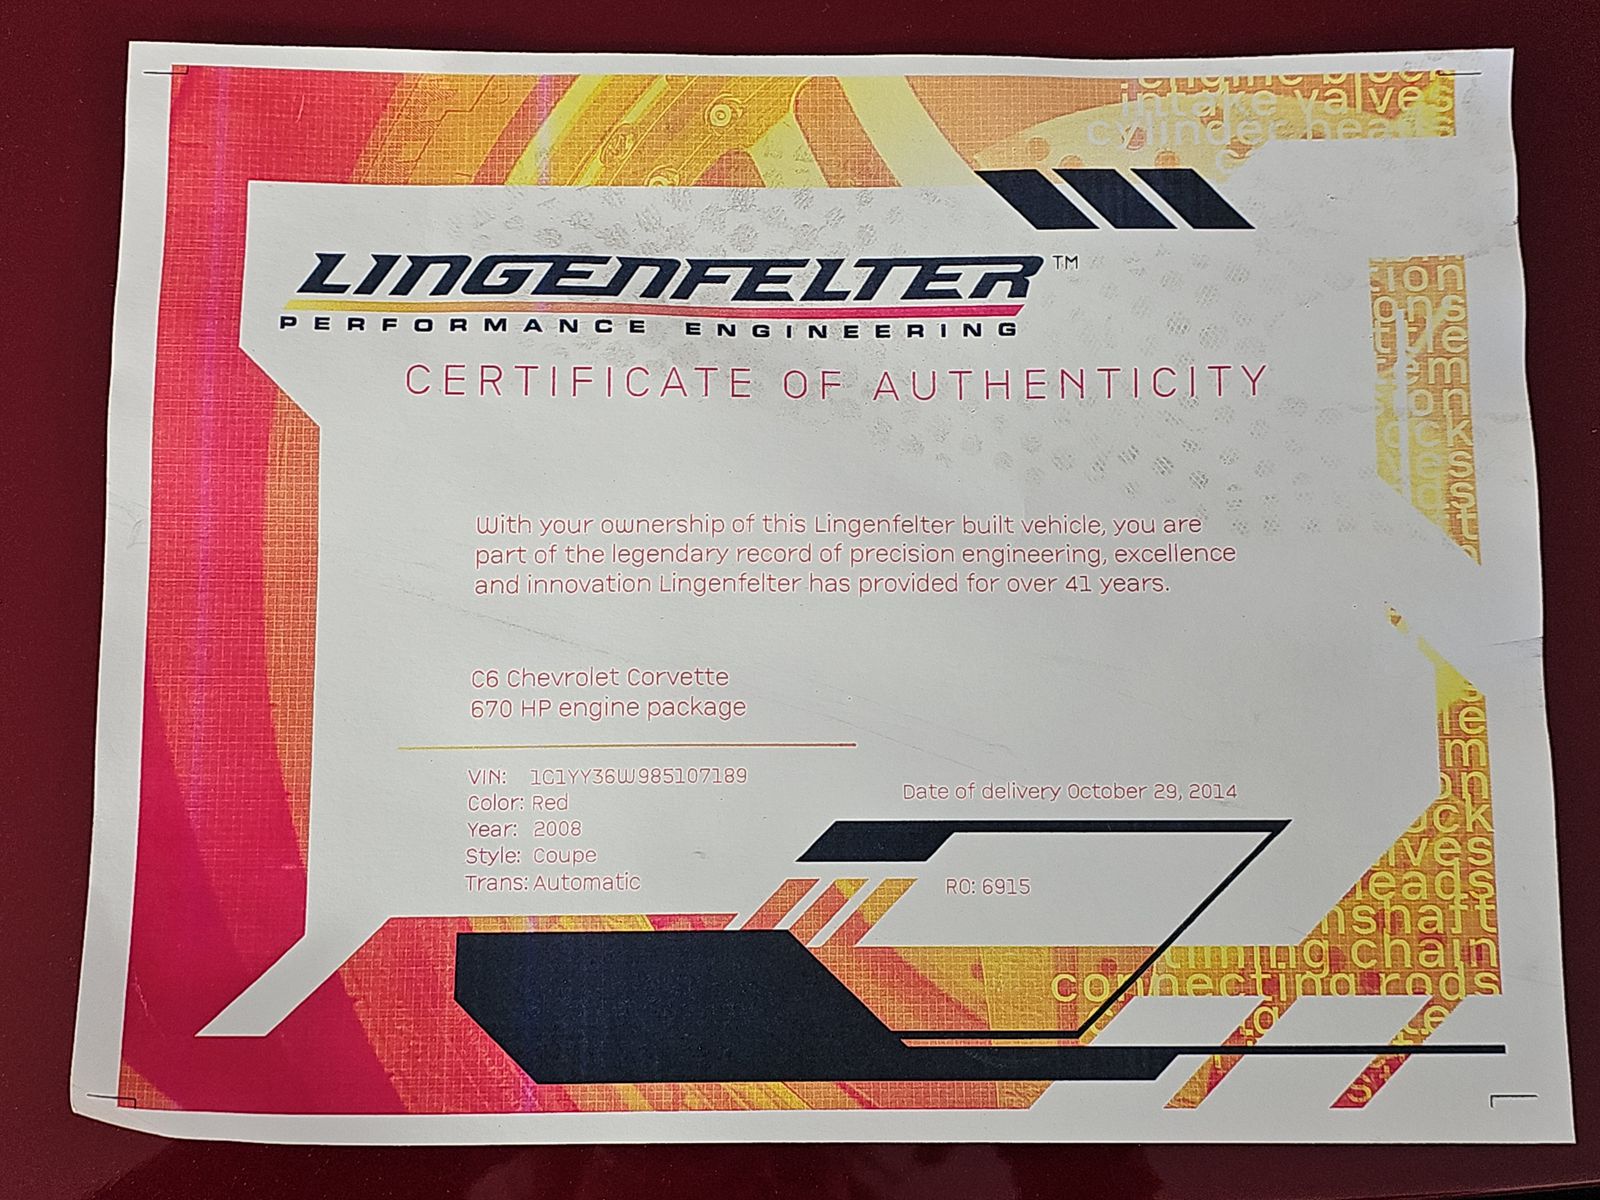 engine block
intake valves
cylinder heads
LINGENFELTER™
PERFORMANCE ENGINEERING
CERTIFICATE OF AUTHENTICITY
With your ownership of this Lingenfelter built vehicle, you are
part of the legendary record of precision engineering, excellence
and innovation Lingenfelter has provided for over 41 years.
C6 Chevrolet Corvette
670 HP engine package
VIN: 1G1YY36W985107189
Color: Red
Year: 2008
Style: Coupe
Trans: Automatic
Date of delivery October 29, 2014
RO: 6915
timing chain
connecting rods